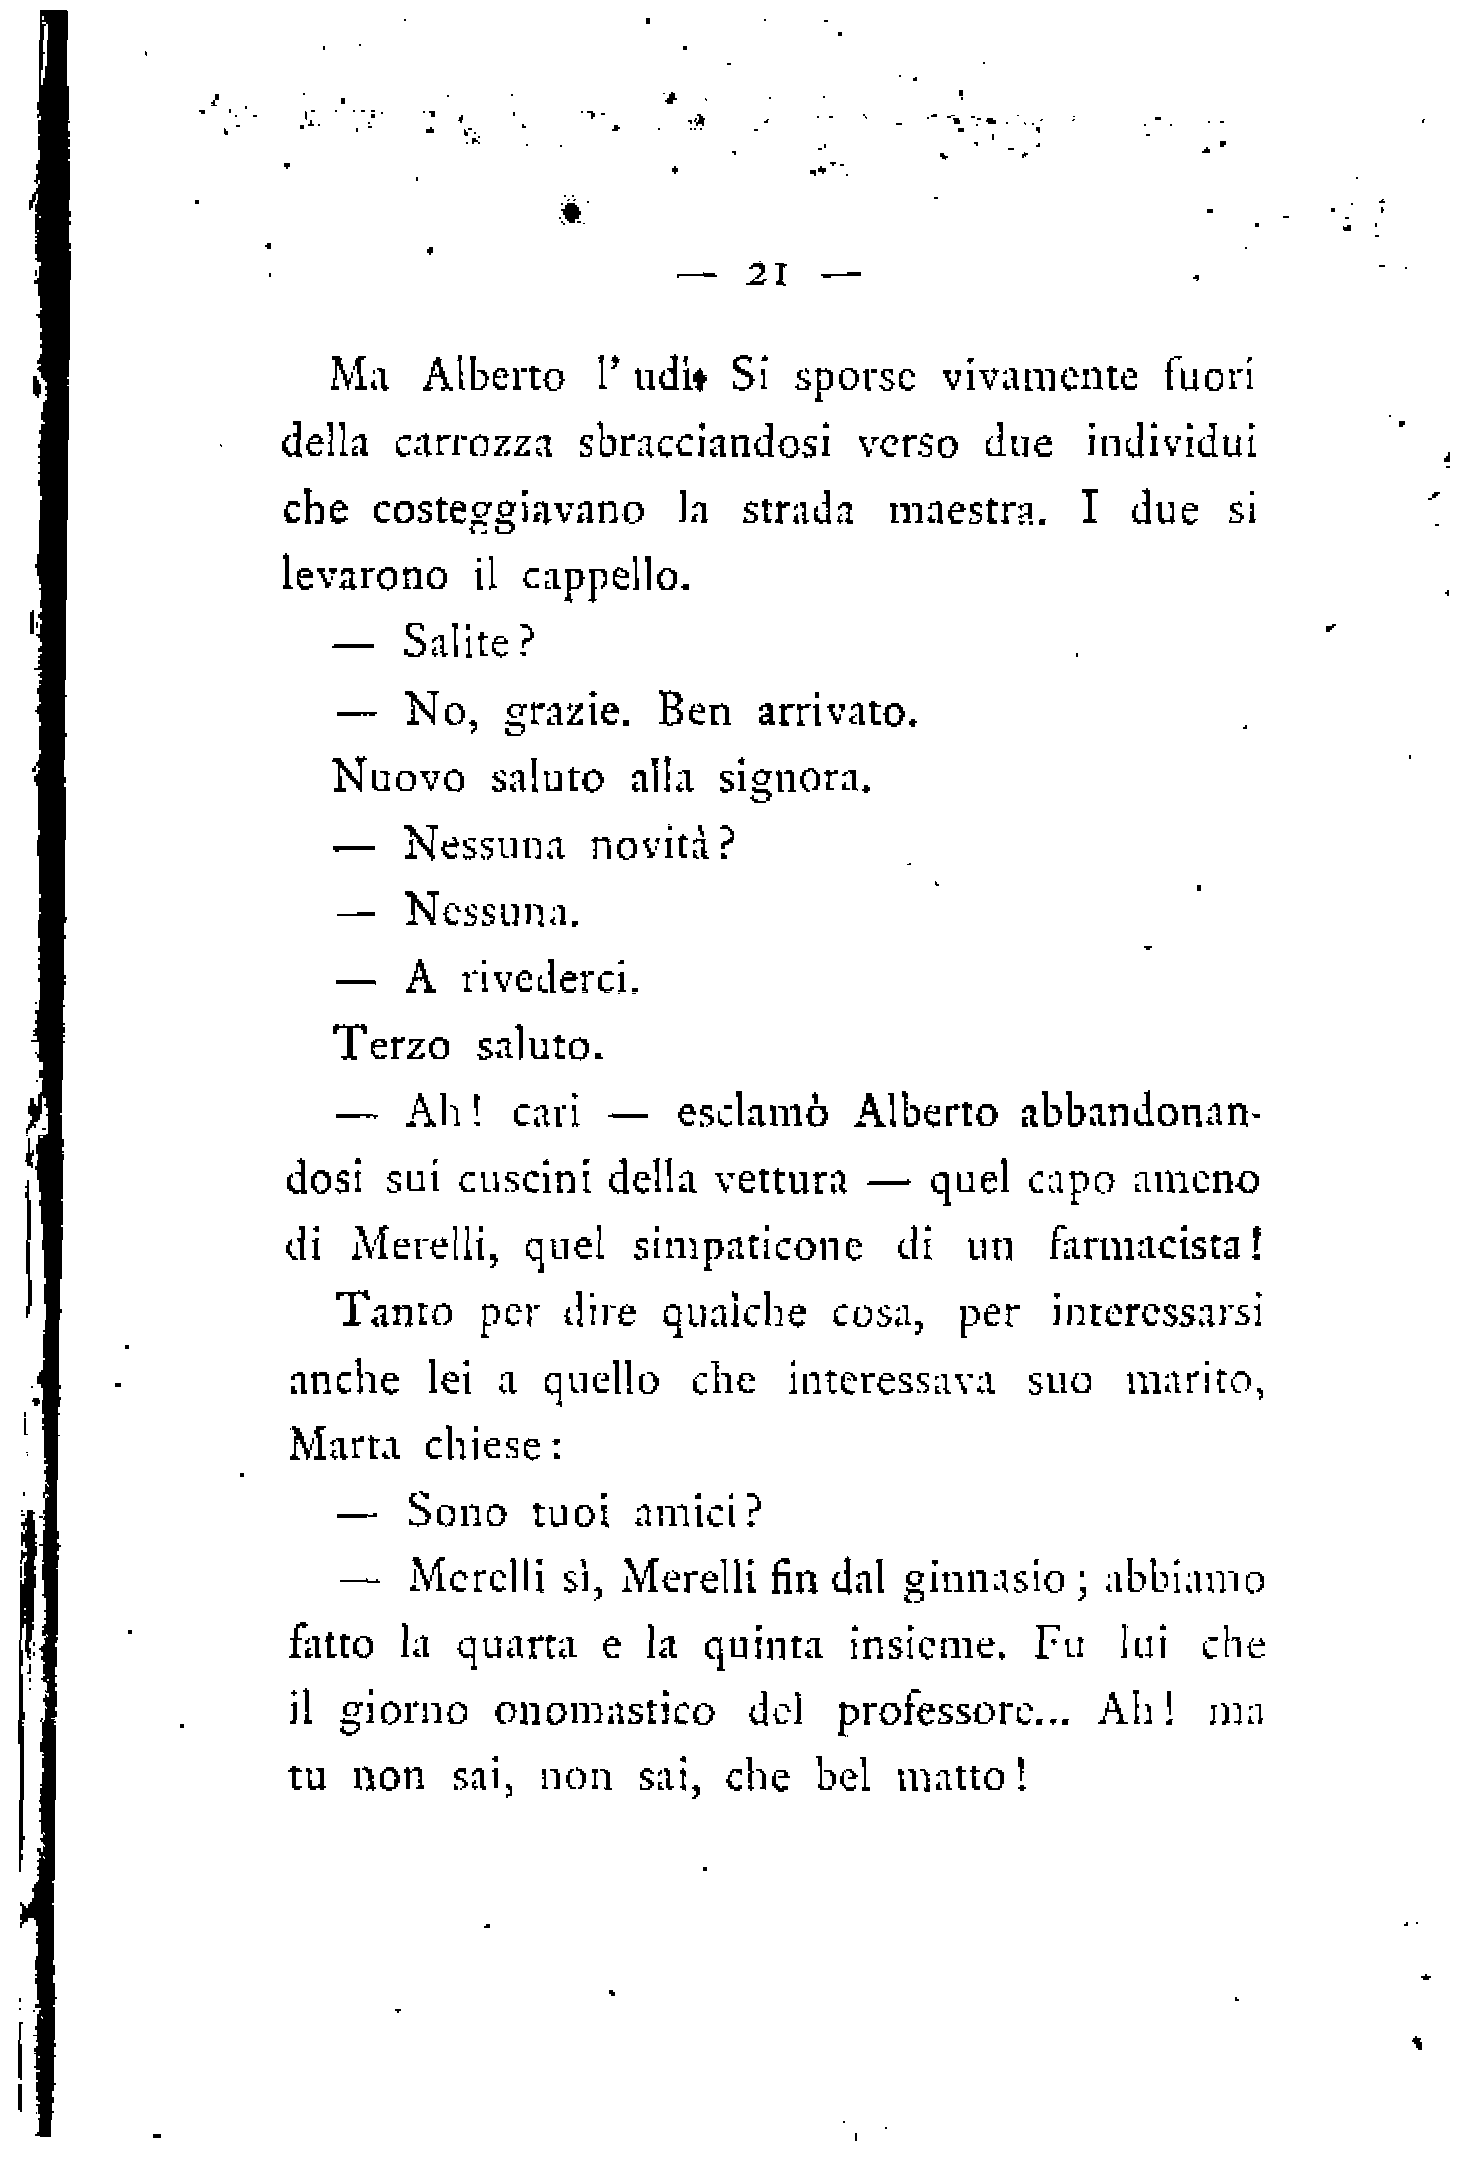 — 21 —
Ma Alberto l' udì. Si sporse vivamente fuori
della carrozza sbracciandosi verso due individui
che costeggiavano la strada maestra. I due si
levarono il cappello.
— Salite?
— No, grazie. Ben arrivato.
Nuovo saluto alla signora.
— Nessuna novità?
— Nessuna.
— A rivederci.
Terzo saluto.
— Ah! cari — esclamò Alberto abbandonan-
dosi sui cuscini della vettura — quel capo ameno
di Merelli, quel simpaticone di un farmacista!
Tanto per dire qualche cosa, per interessarsi
anche lei a quello che interessava suo marito,
Marta chiese:
— Sono tuoi amici?
— Merelli sì, Merelli fin dal ginnasio; abbiamo
fatto la quarta e la quinta insieme. Fu lui che
il giorno onomastico del professore... Ah! ma
tu non sai, non sai, che bel matto!